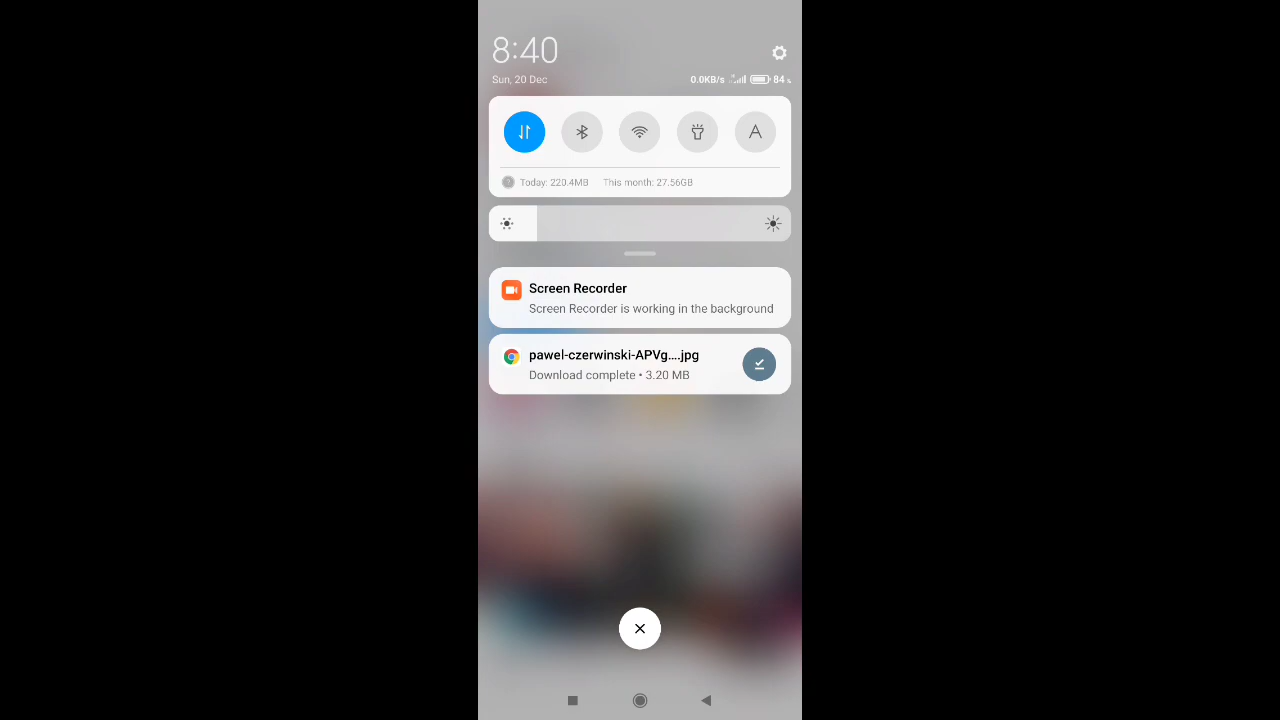 8:40
Sun, 20 Dec
0.0KB/s 84
Today: 220.4MB This month: 27.56GB
Screen Recorder
Screen Recorder is working in the background
pawel-czerwinski-APVg....jpg
Download complete • 3.20 MB